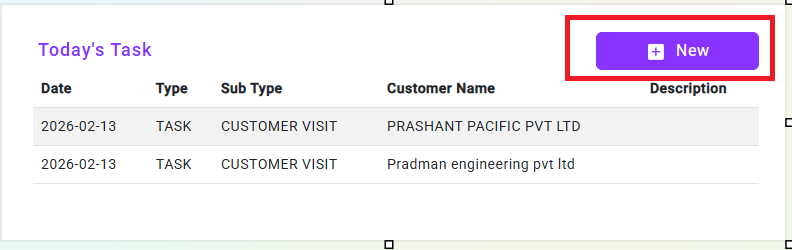 Today's Task
New
Date Type Sub Type Customer Name Description
2026-02-13 TASK CUSTOMER VISIT PRASHANT PACIFIC PVT LTD
2026-02-13 TASK CUSTOMER VISIT Pradman engineering pvt ltd